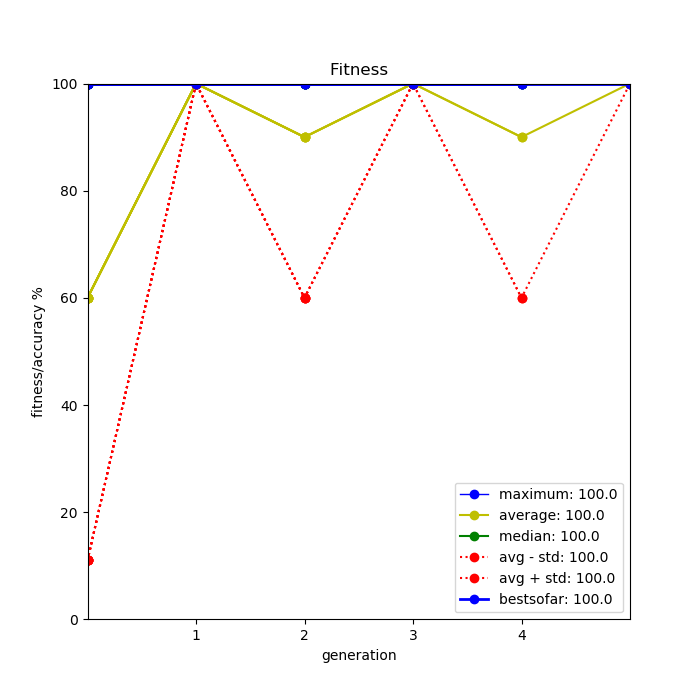 Fitness
100
80
60
40
20
0
fitness/accuracy %
1 2 3 4
generation
maximum: 100.0
average: 100.0
median: 100.0
avg - std: 100.0
avg + std: 100.0
bestsofar: 100.0